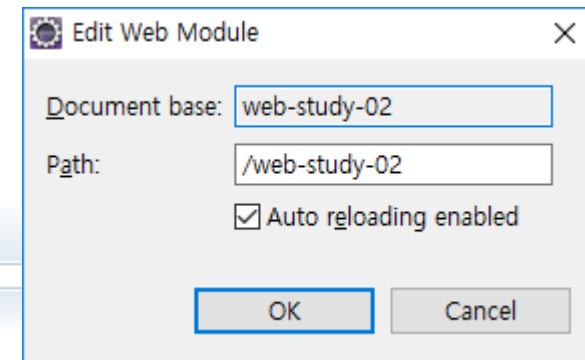 Edit Web Module
Document base: web-study-02
Path: /web-study-02
Auto reloading enabled
OK Cancel